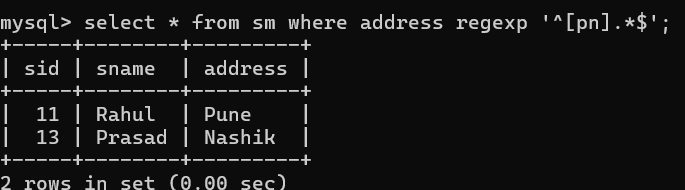 mysql> select * from sm where address regexp '^[pn].*$';
+-----+--------+---------+
| sid | sname  | address |
+-----+--------+---------+
|  11 | Rahul  | Pune    |
|  13 | Prasad | Nashik  |
+-----+--------+---------+
2 rows in set (0.00 sec)